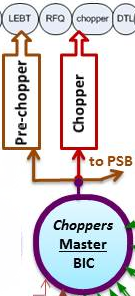 LEBT RFQ chopper DTL
Pre-chopper
Chopper
to PSB
Choppers
Master
BIC